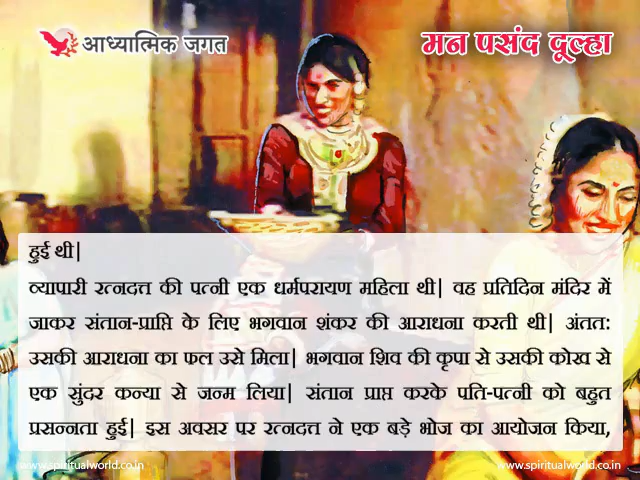 आध्यात्मिक जगत
मन पसंद दूल्हा
हुई थी|
व्यापारी रत्नदत्त की पत्नी एक धर्मपरायण महिला थी| वह प्रतिदिन मंदिर में
जाकर संतान-प्राप्ति के लिए भगवान शंकर की आराधना करती थी| अंतत:
उसकी आराधना का फल उसे मिला| भगवान शिव की कृपा से उसकी कोख से
एक सुंदर कन्या से जन्म लिया| संतान प्राप्त करके पति-पत्नी को बहुत
प्रसन्नता हुई| इस अवसर पर रत्नदत्त ने एक बड़े भोज का आयोजन किया,
www.spiritualworld.co.in
www.spiritualworld.co.in